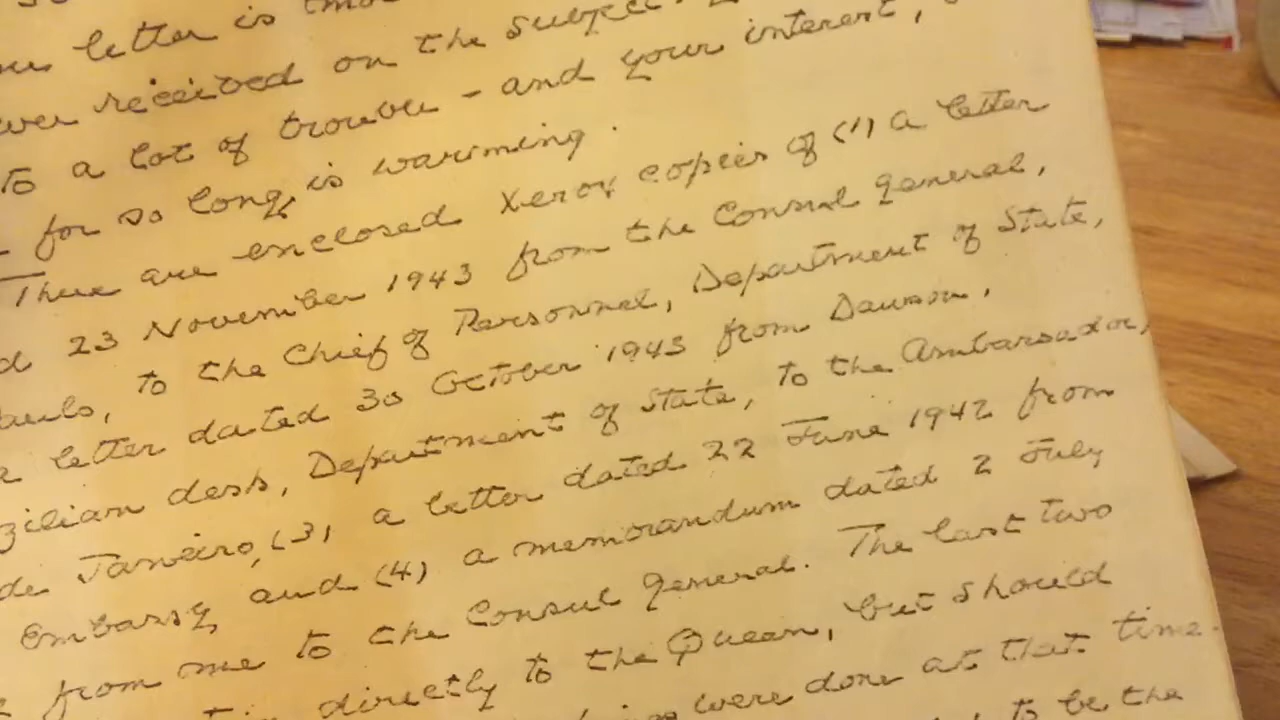 letter is
received on the subject
to a lot of trouble - and your interest,
for so long, is warming.
There are enclosed Xerox copies of (1) a letter
d 23 November 1943 from the Consul General,
aulo, to the Chief of Personnel, Department of State,
letter dated 30 October 1943 from Dawson,
zilian desk, Department of State, to the Ambassador,
de Janeiro, (3) a letter dated 22 June 1942 from
Embassy and (4) a memorandum dated 2 July
from me to the Consul General. The last two
directly to the Queen, but should
were done at that time.
to be the